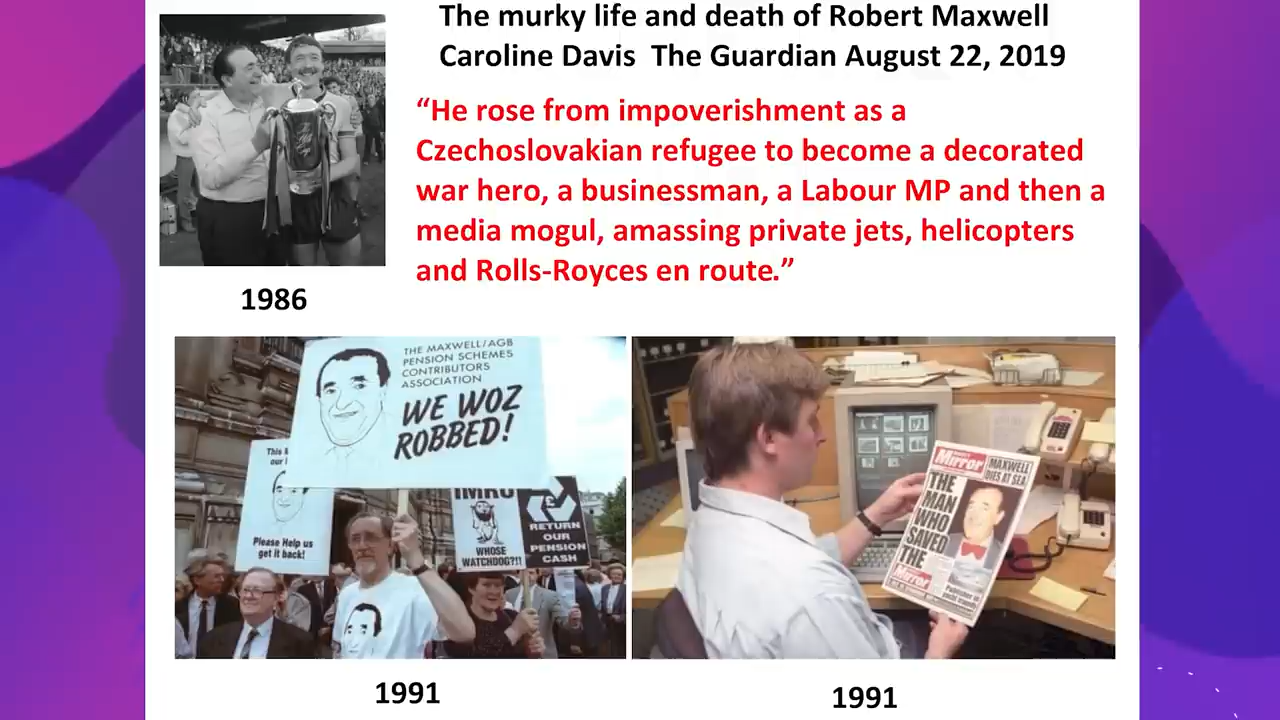 The murky life and death of Robert Maxwell
Caroline Davis The Guardian August 22, 2019
“He rose from impoverishment as a
Czechoslovakian refugee to become a decorated
war hero, a businessman, a Labour MP and then a
media mogul, amassing private jets, helicopters
and Rolls-Royces en route.”
1986
THE MAXWELL/AGB
PENSION SCHEMES
CONTRIBUTORS
ASSOCIATION
WE WOZ
ROBBED!
our
Please Help us
get it back!
IMRO
WHOSE
WATCHDOG?!!
£
RETURN
OUR
PENSION
CASH
Mirror
MAXWELL
DIES AT SEA
THE
MAN
WHO
SAVED
THE
Mirror
1991
1991